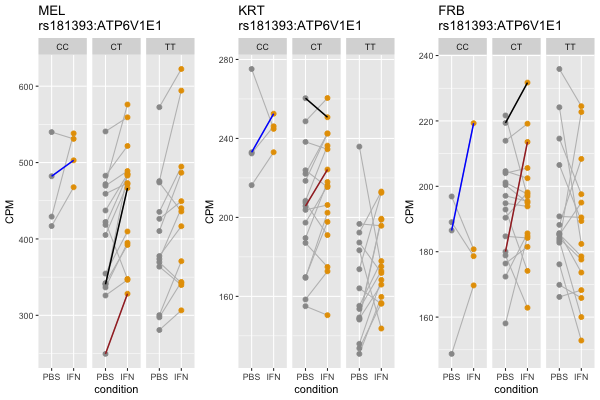 MEL
rs181393:ATP6V1E1
CC CT TT
CPM
600
500
400
300
PBS IFN PBS IFN PBS IFN
condition
KRT
rs181393:ATP6V1E1
CC CT TT
CPM
280
240
200
160
PBS IFN PBS IFN PBS IFN
condition
FRB
rs181393:ATP6V1E1
CC CT TT
CPM
240
220
200
180
160
PBS IFN PBS IFN PBS IFN
condition